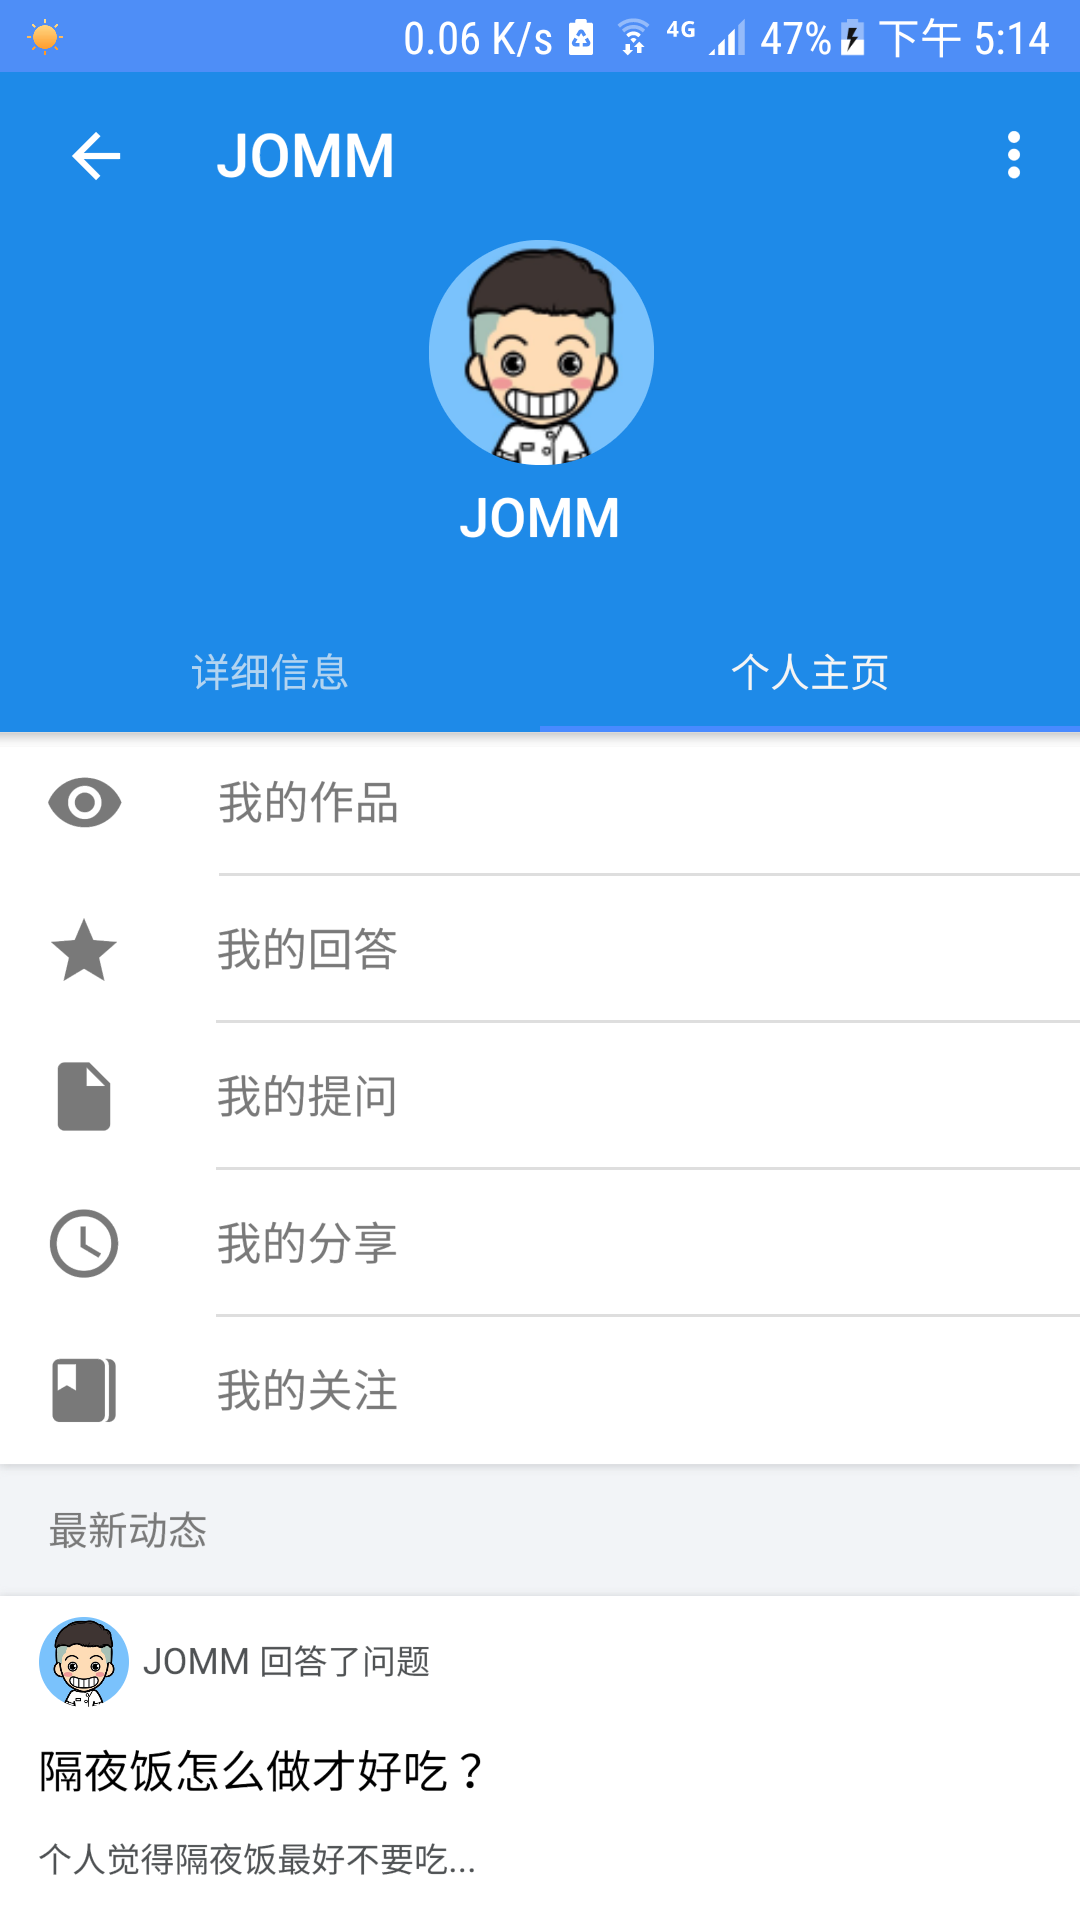 0.06 K/s 4G 47% 下午 5:14
JOMM
JOMM
详细信息 个人主页
我的作品
我的回答
我的提问
我的分享
我的关注
最新动态
JOMM 回答了问题
隔夜饭怎么做才好吃？
个人觉得隔夜饭最好不要吃...